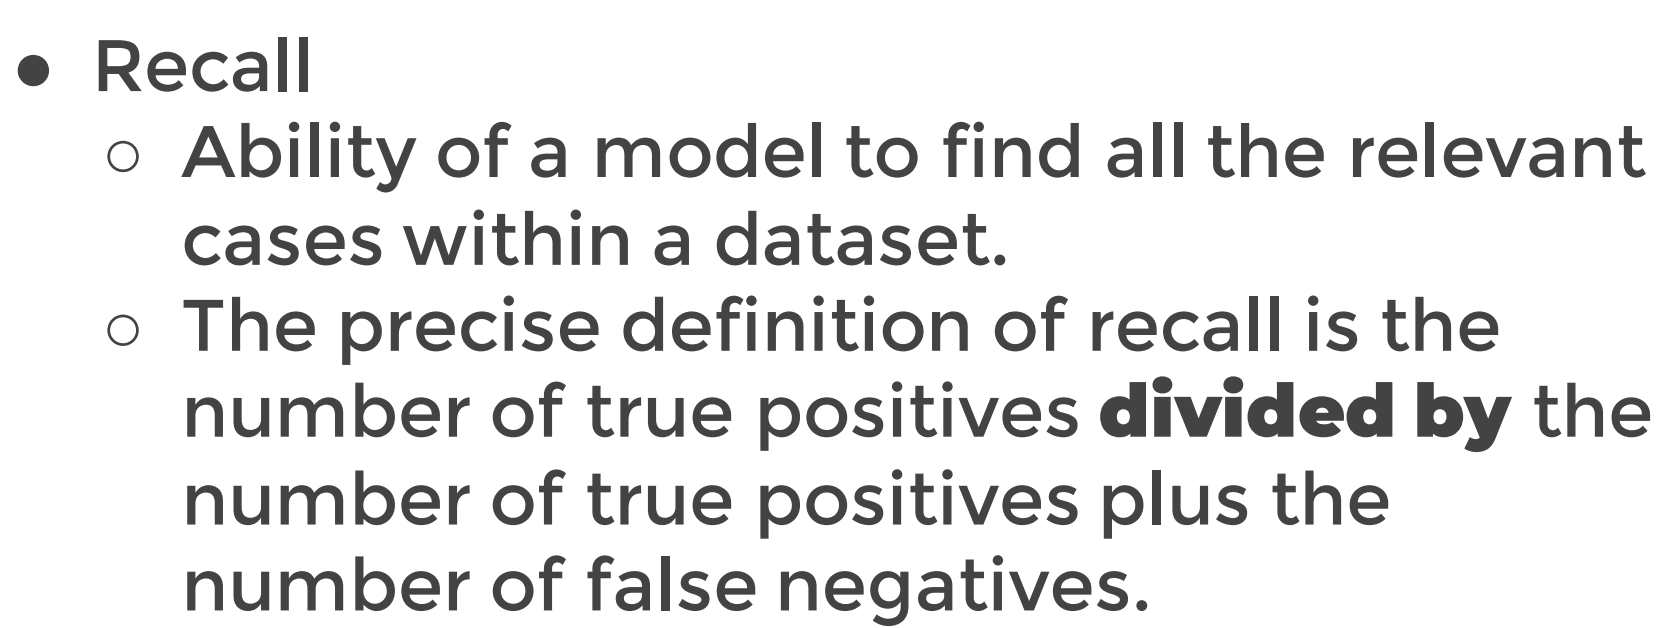 ● Recall
○ Ability of a model to find all the relevant
cases within a dataset.
○ The precise definition of recall is the
number of true positives divided by the
number of true positives plus the
number of false negatives.